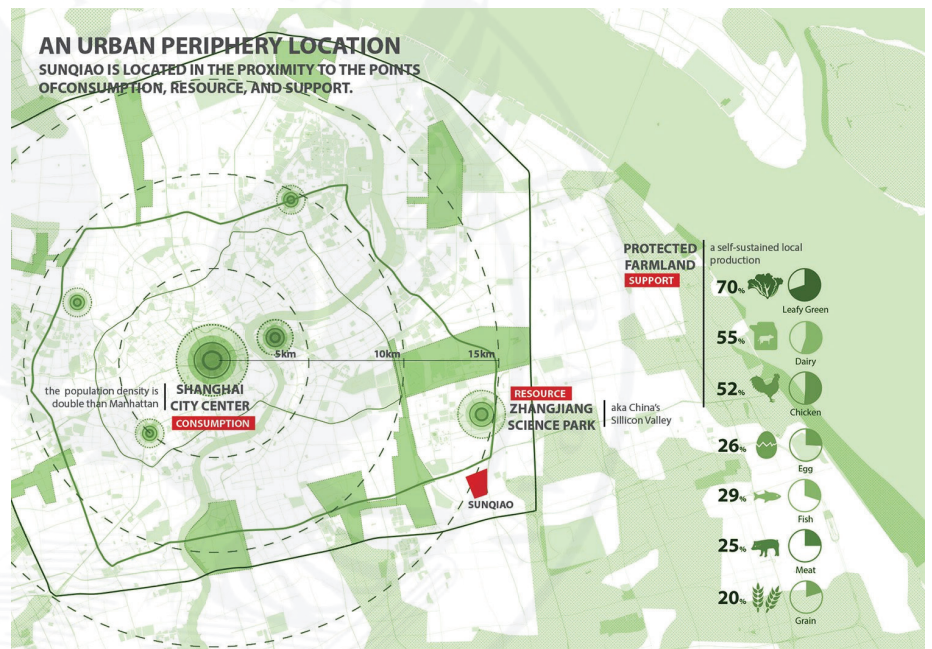 AN URBAN PERIPHERY LOCATION
SUNQIAO IS LOCATED IN THE PROXIMITY TO THE POINTS
OFCONSUMPTION, RESOURCE, AND SUPPORT.
5km
10km
15km
the population density is
double than Manhattan
SHANGHAI
CITY CENTER
CONSUMPTION
RESOURCE
ZHANGJIANG
SCIENCE PARK
aka China's
Sillicon Valley
SUNQIAO
PROTECTED
FARMLAND
SUPPORT
a self-sustained local
production
70%
Leafy Green
55%
Dairy
52%
Chicken
26%
Egg
29%
Fish
25%
Meat
20%
Grain